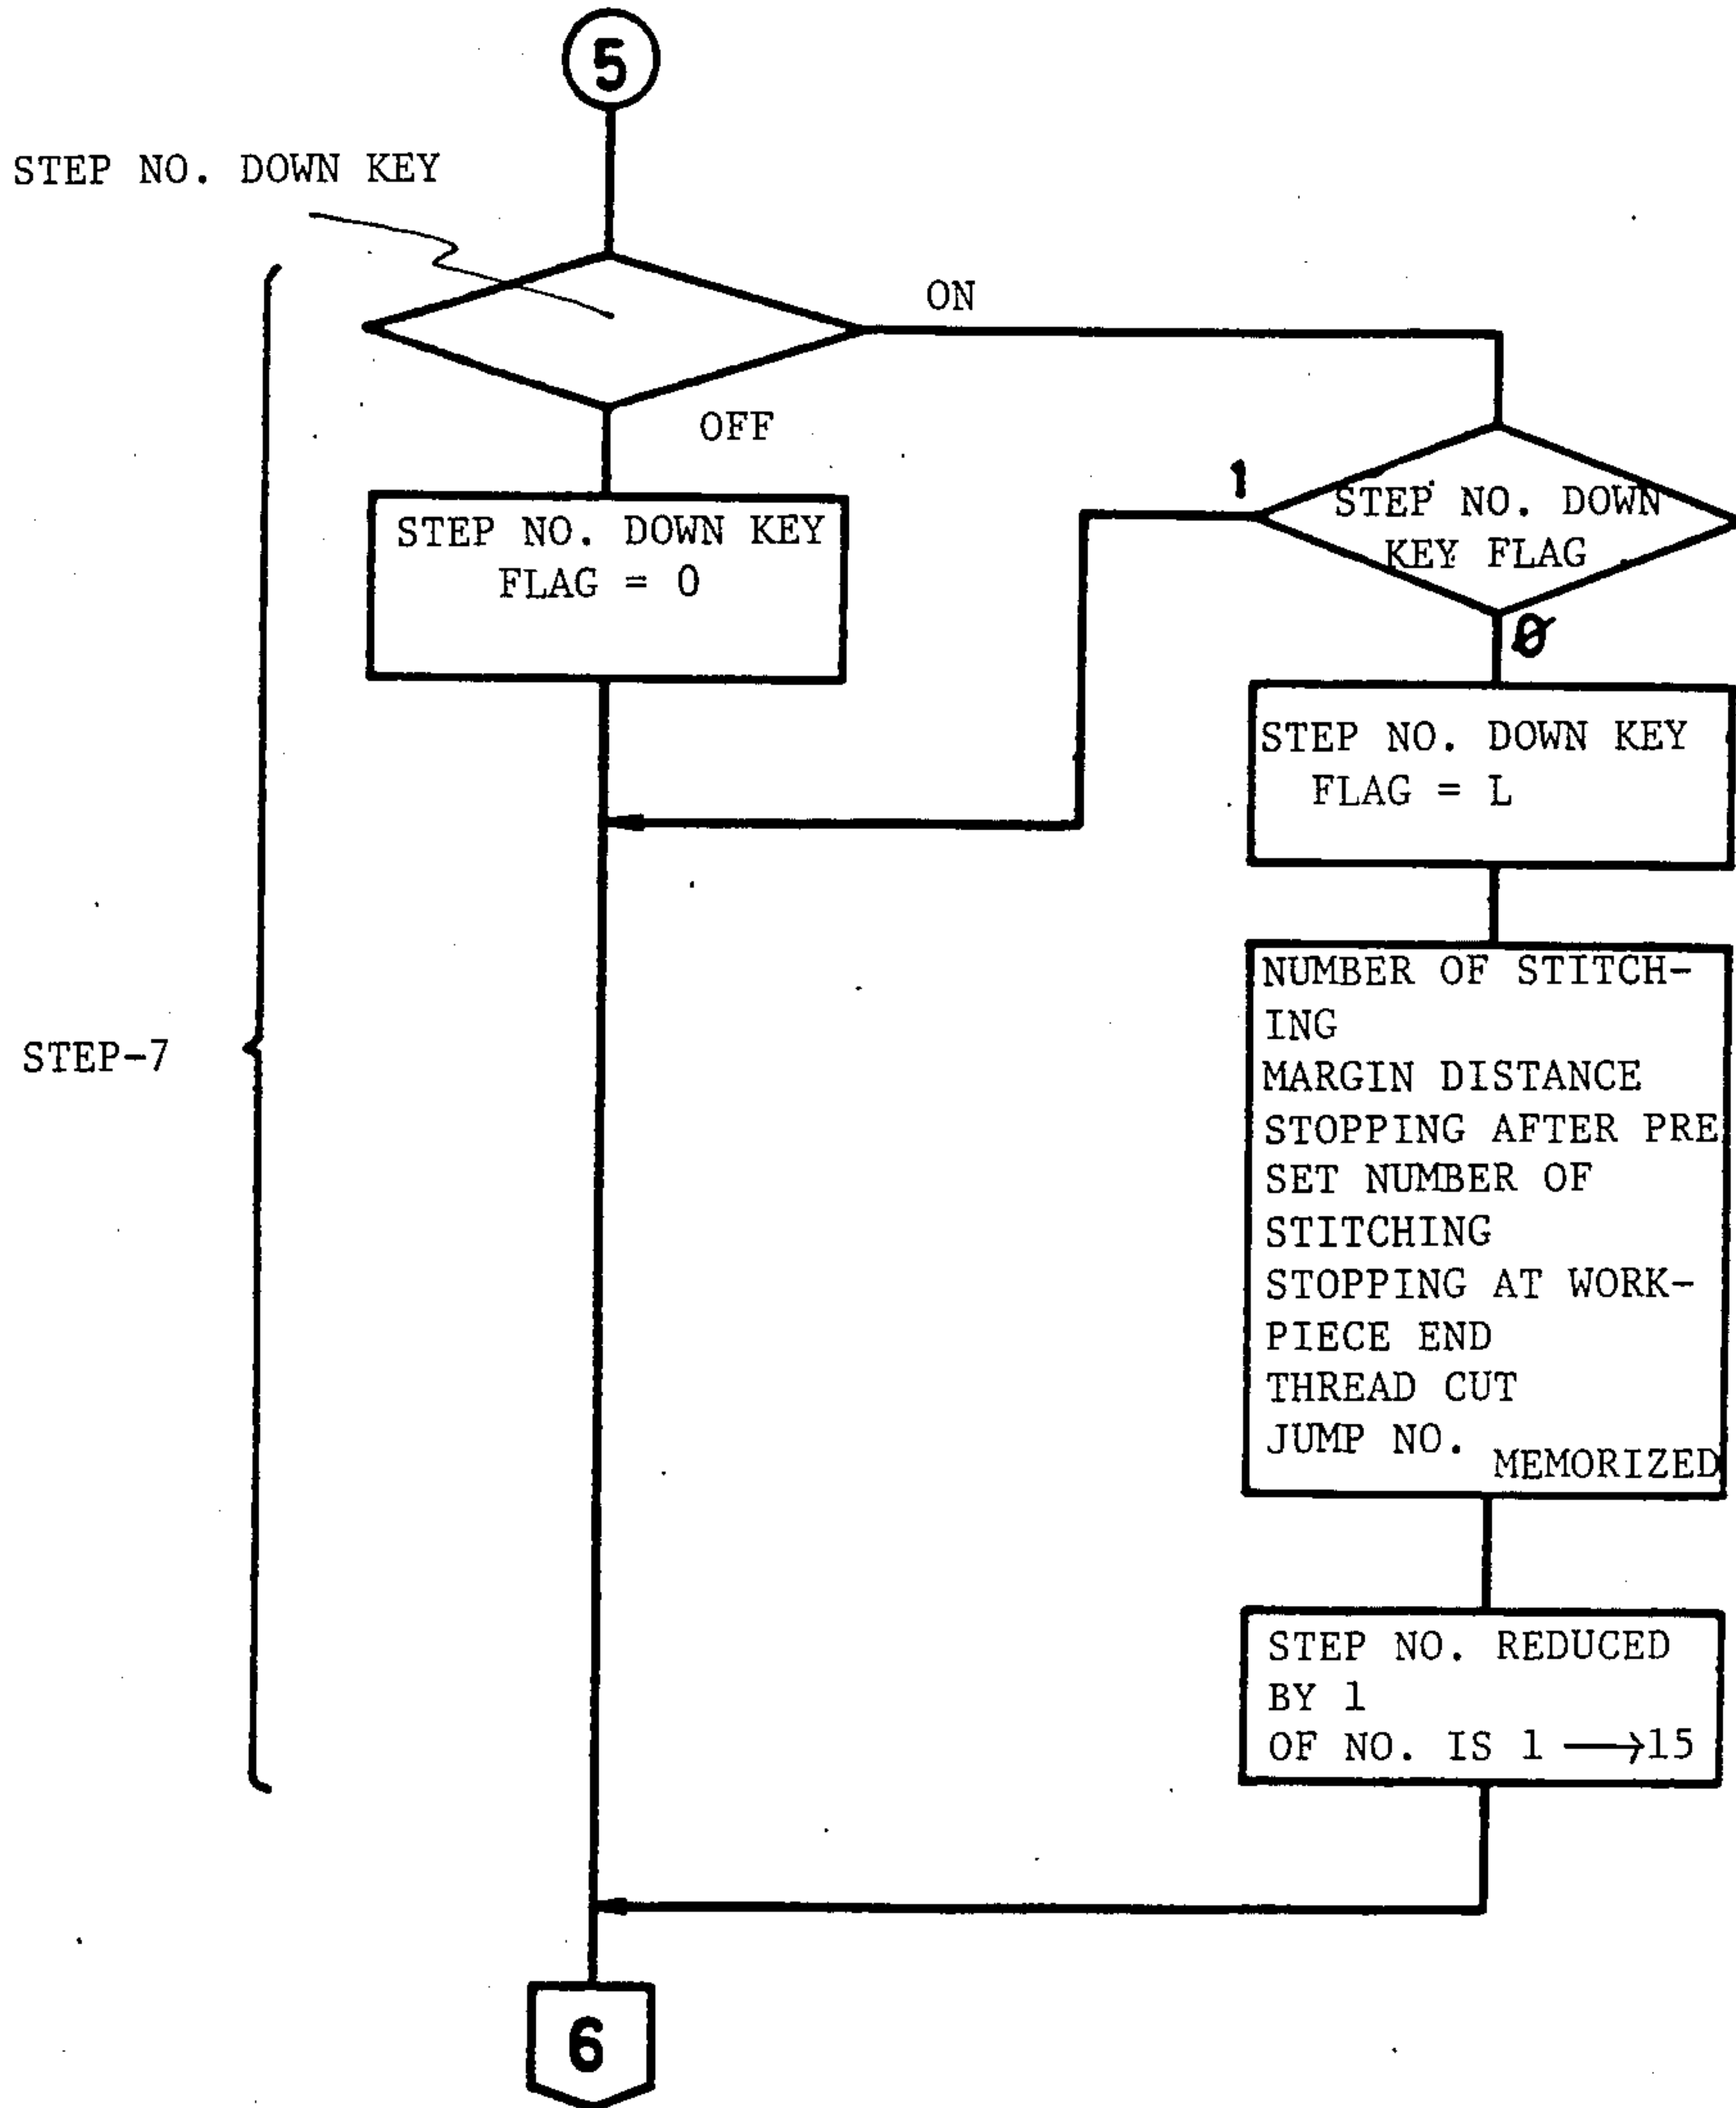 5
STEP NO. DOWN KEY
ON
OFF
STEP NO. DOWN KEY
FLAG = 0
1
STEP NO. DOWN
KEY FLAG
0
STEP NO. DOWN KEY
FLAG = L
NUMBER OF STITCH-
ING
MARGIN DISTANCE
STOPPING AFTER PRE
SET NUMBER OF
STITCHING
STOPPING AT WORK-
PIECE END
THREAD CUT
JUMP NO.
MEMORIZED
STEP-7
STEP NO. REDUCED
BY 1
OF NO. IS 1 →15
6